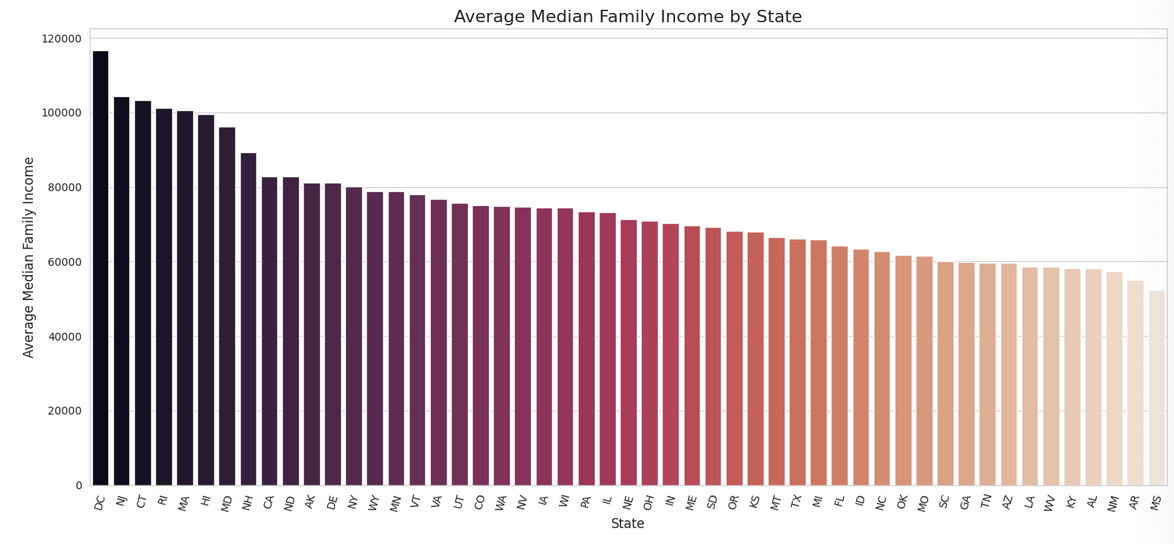 Average Median Family Income by State
120000
100000
80000
60000
40000
20000
0
Average Median Family Income
DC NJ CT RI MA HI MD NH CA ND AK DE NY WY MN VT VA UT CO WA NV IA WI PA IL NE OH IN ME SD OR KS MT TX MI FL ID NC OK MO SC GA TN AZ LA WV KY AL NM AR MS
State